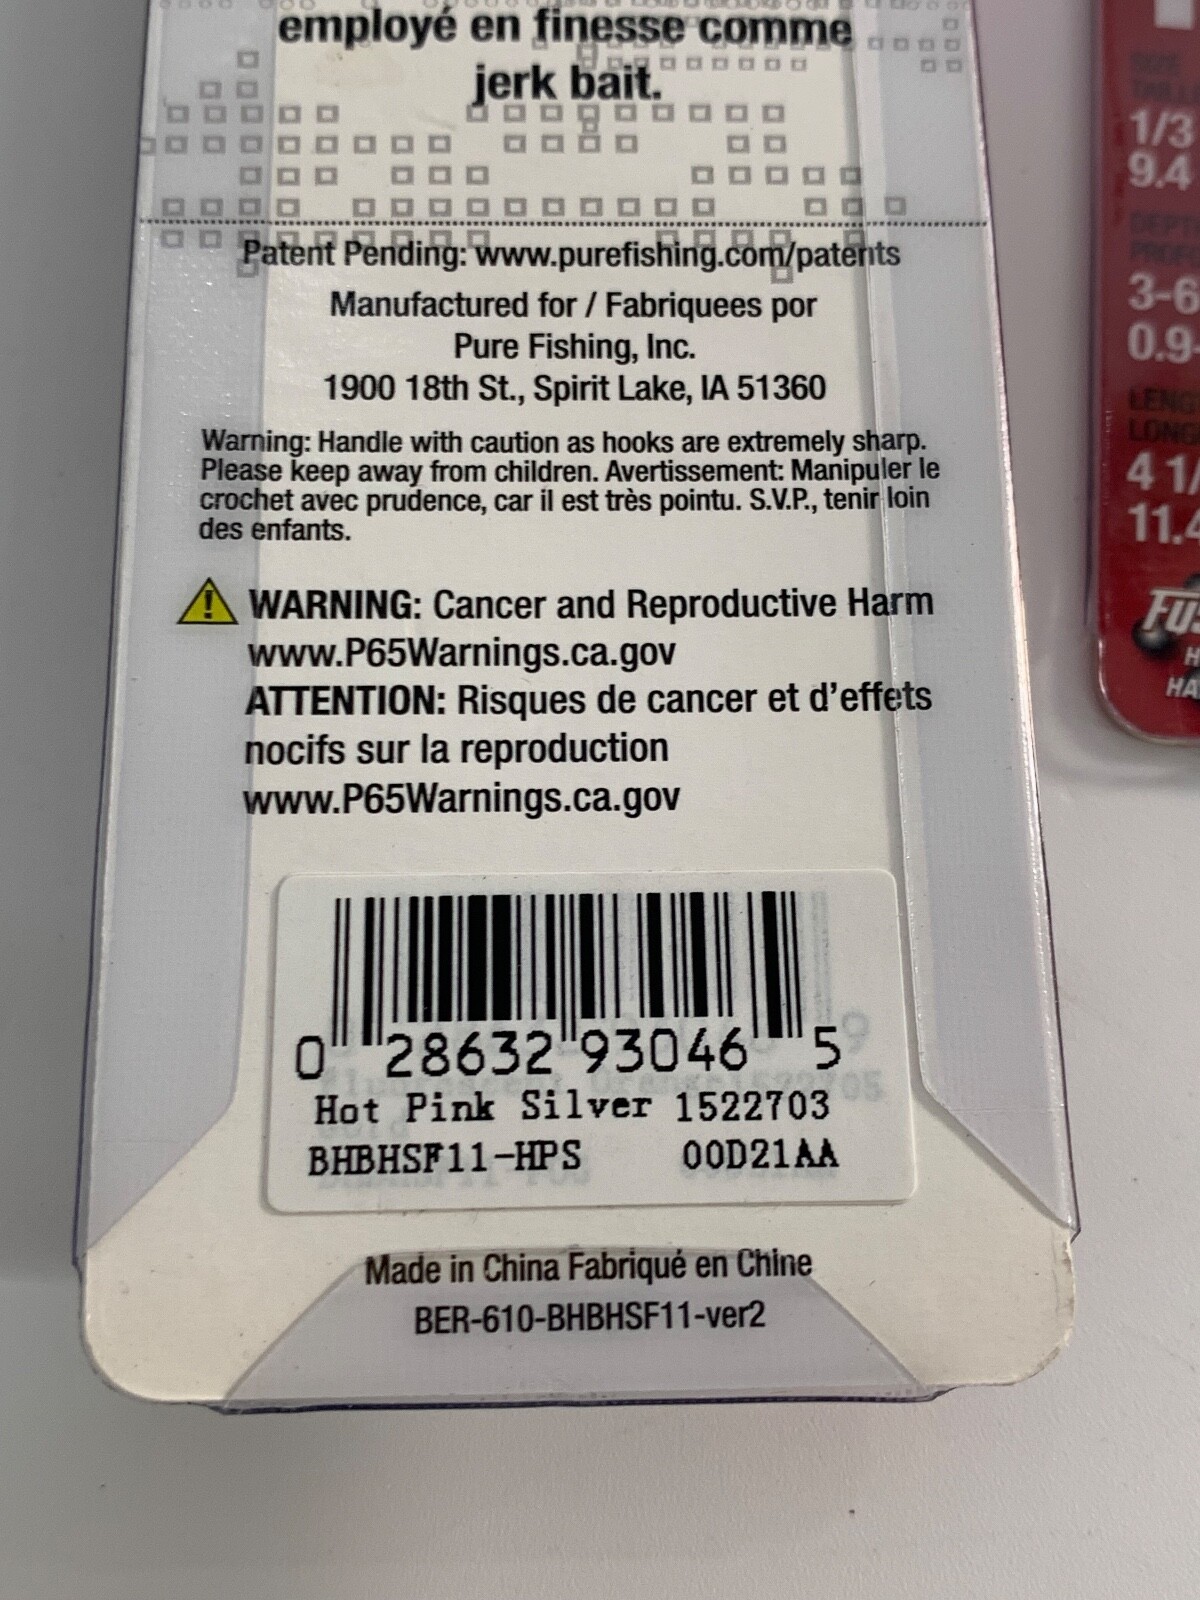 employé en finesse comme
jerk bait.
Patent Pending: www.purefishing.com/patents
Manufactured for / Fabriquees por
Pure Fishing, Inc.
1900 18th St., Spirit Lake, IA 51360
Warning: Handle with caution as hooks are extremely sharp.
Please keep away from children. Avertissement: Manipuler le
crochet avec prudence, car il est très pointu. S.V.P., tenir loin
des enfants.
WARNING: Cancer and Reproductive Harm
www.P65Warnings.ca.gov
ATTENTION: Risques de cancer et d'effets
nocifs sur la reproduction
www.P65Warnings.ca.gov
0 28632 93046 5
Hot Pink Silver 1522703
BHBHSF11-HPS 00D21AA
Made in China Fabriqué en Chine
BER-610-BHBHSF11-ver2
SIZE
1/3
9.4
3-6
0.9-
4 1/
11.4